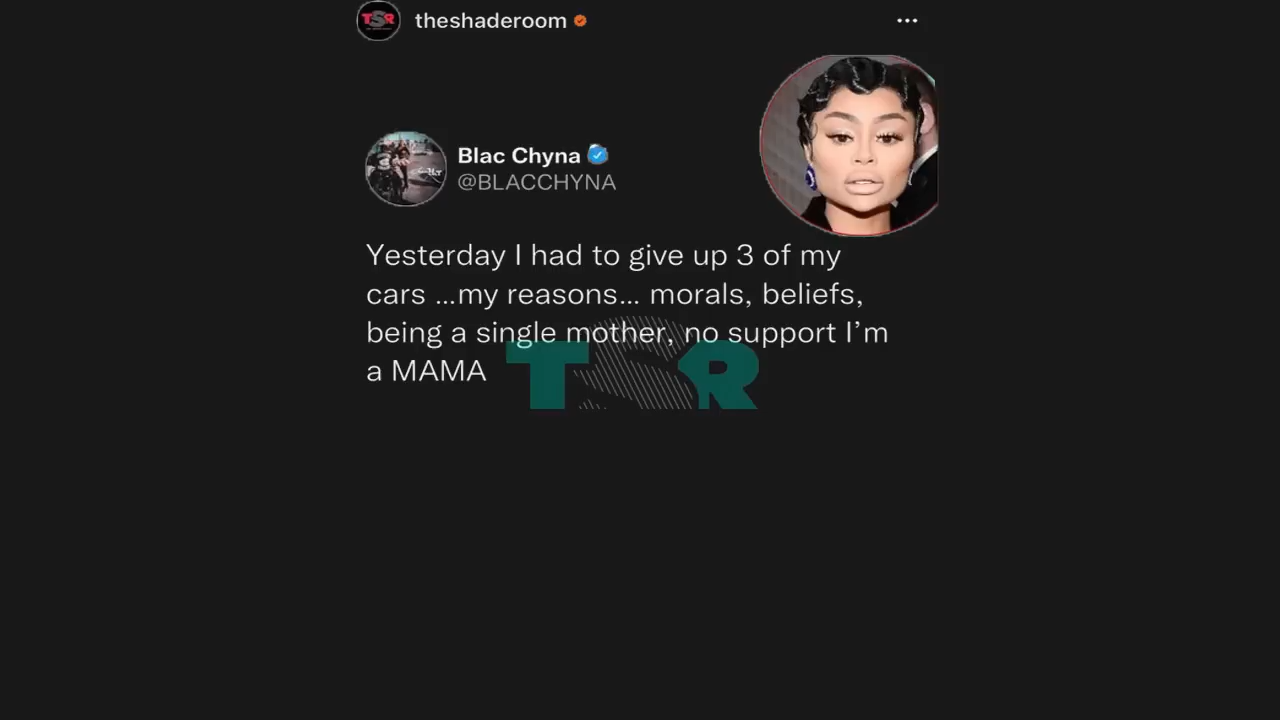 TSR theshaderoom
Blac Chyna
@BLACCHYNA
Yesterday I had to give up 3 of my
cars ...my reasons... morals, beliefs,
being a single mother, no support I’m
a MAMA
TSR